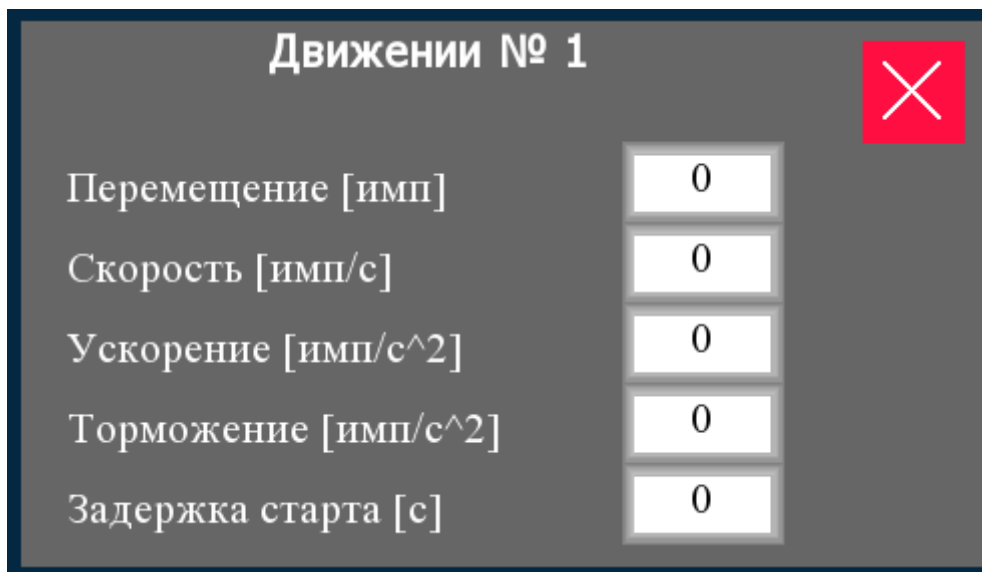 Движении № 1
Перемещение [имп] 0
Скорость [имп/с] 0
Ускорение [имп/с^2] 0
Торможение [имп/с^2] 0
Задержка старта [с] 0